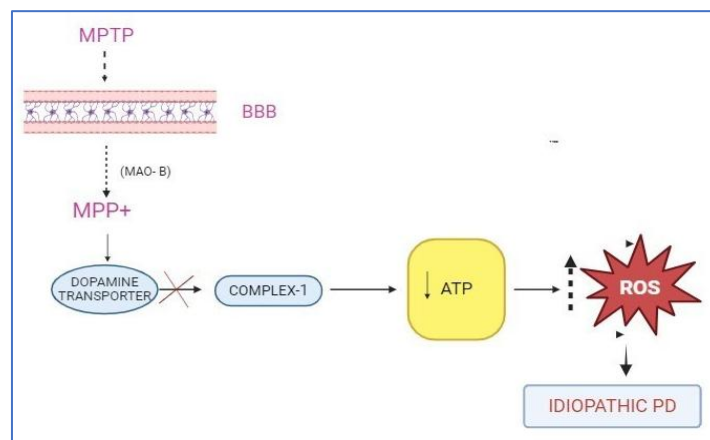 MPTP
BBB
(MAO- B)
MPP+
DOPAMINE
TRANSPORTER
COMPLEX-1
↓ ATP
ROS
IDIOPATHIC PD